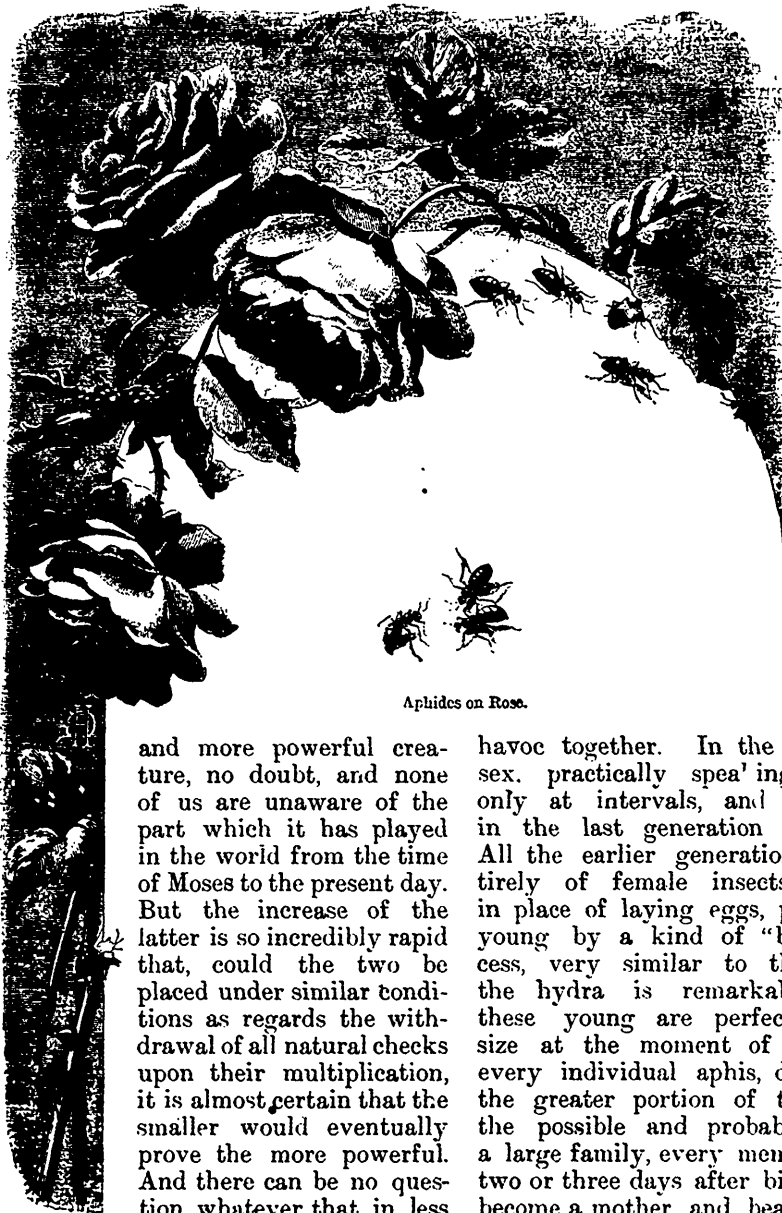 Aphides on Rose.
and more powerful crea-
ture, no doubt, and none
of us are unaware of the
part which it has played
in the world from the time
of Moses to the present day.
But the increase of the
latter is so incredibly rapid
that, could the two be
placed under similar condi-
tions as regards the with-
drawal of all natural checks
upon their multiplication,
it is almost certain that the
smaller would eventually
prove the more powerful.
And there can be no ques-
tion whatever that in less
havoc together. In the
sex, practically
only at intervals, and
in the last generation
All the earlier
tirely of female insects
in place of laying eggs,
young by a kind of
cess, very similar to
the hydra is
these young are
size at the moment of
every individual aphis,
the greater portion of
the possible and
a large family, every
two or three days after
become a mother, and